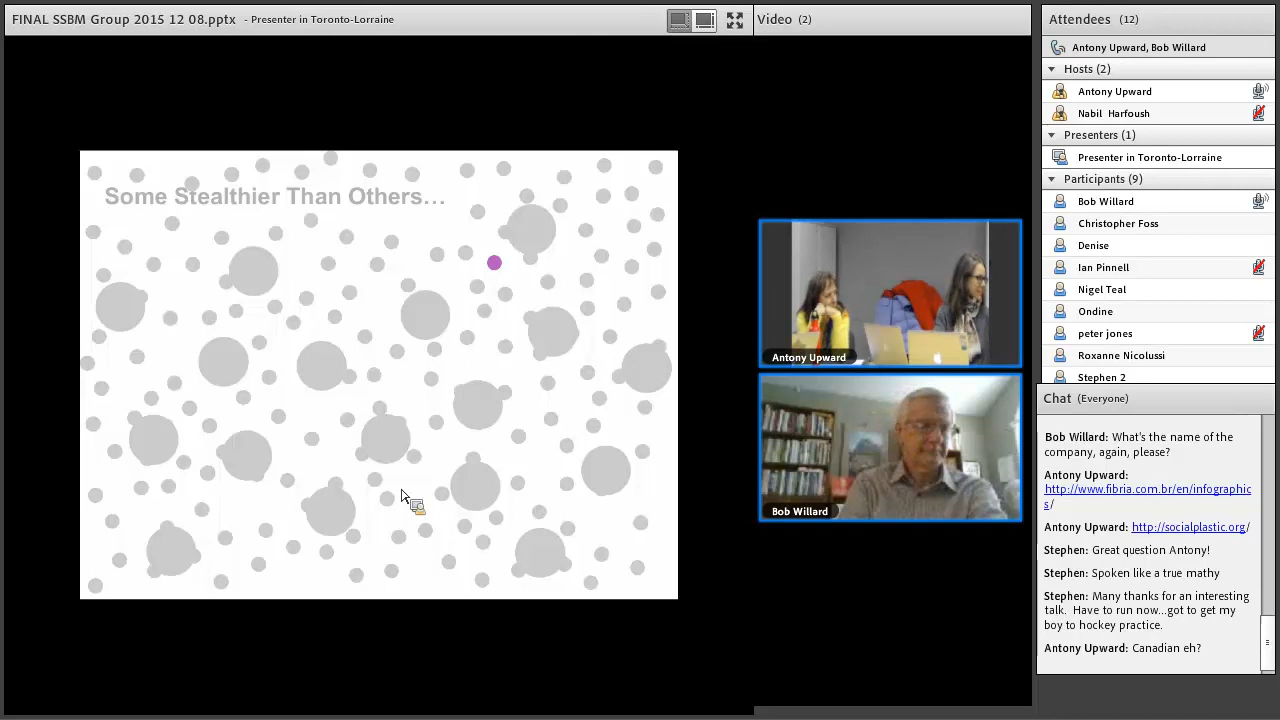 FINAL SSBM Group 2015 12 08.pptx - Presenter in Toronto-Lorraine
Some Stealthier Than Others…
Video (2)
Antony Upward
Bob Willard
Attendees (12)
Antony Upward, Bob Willard
Hosts (2)
Antony Upward
Nabil Harfoush
Presenters (1)
Presenter in Toronto-Lorraine
Participants (9)
Bob Willard
Christopher Foss
Denise
Ian Pinnell
Nigel Teal
Ondine
peter jones
Roxanne Nicolussi
Stephen 2
Chat (Everyone)
Bob Willard: What's the name of the
company, again, please?
Antony Upward:
http://www.fibria.com.br/en/infographic
s/
Antony Upward: http://socialplastic.org/
Stephen: Great question Antony!
Stephen: Spoken like a true mathy
Stephen: Many thanks for an interesting
talk. Have to run now...got to get my
boy to hockey practice.
Antony Upward: Canadian eh?